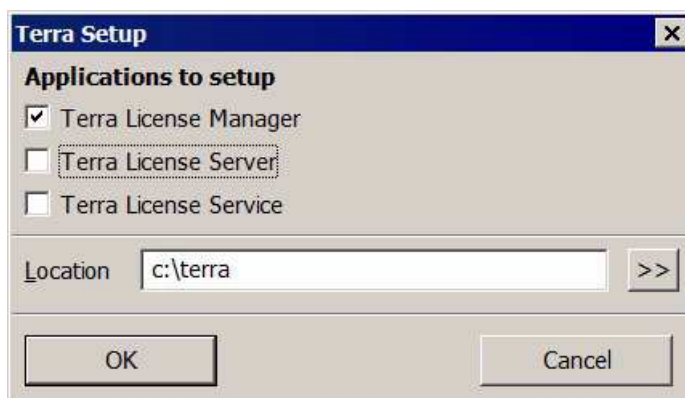 Terra Setup
Applications to setup
Terra License Manager
Terra License Server
Terra License Service
Location c:\terra >>
OK Cancel